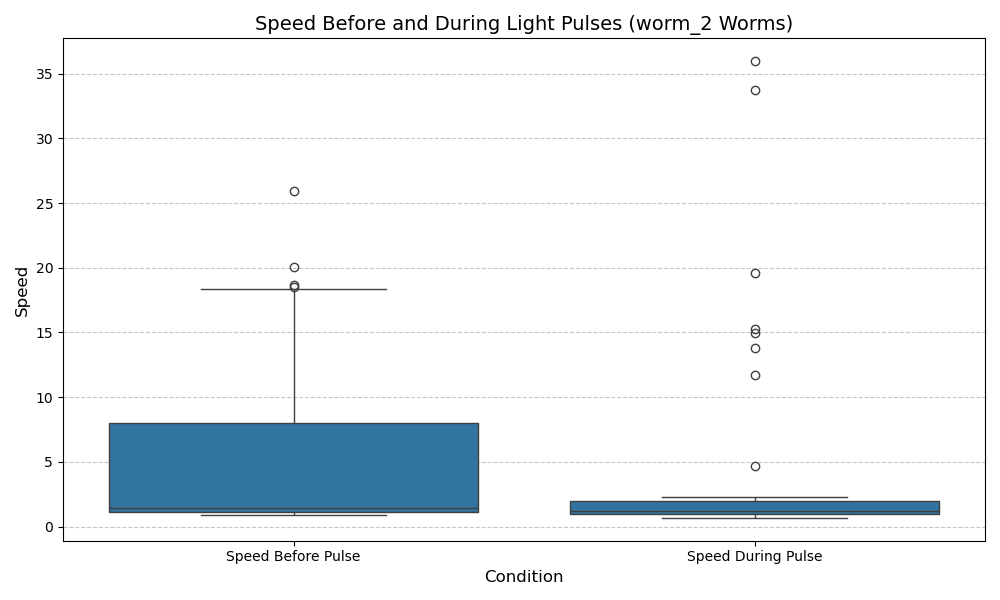 Speed Before and During Light Pulses (worm_2 Worms)
35
30
25
20
15
10
5
0
Speed
Speed Before Pulse
Speed During Pulse
Condition